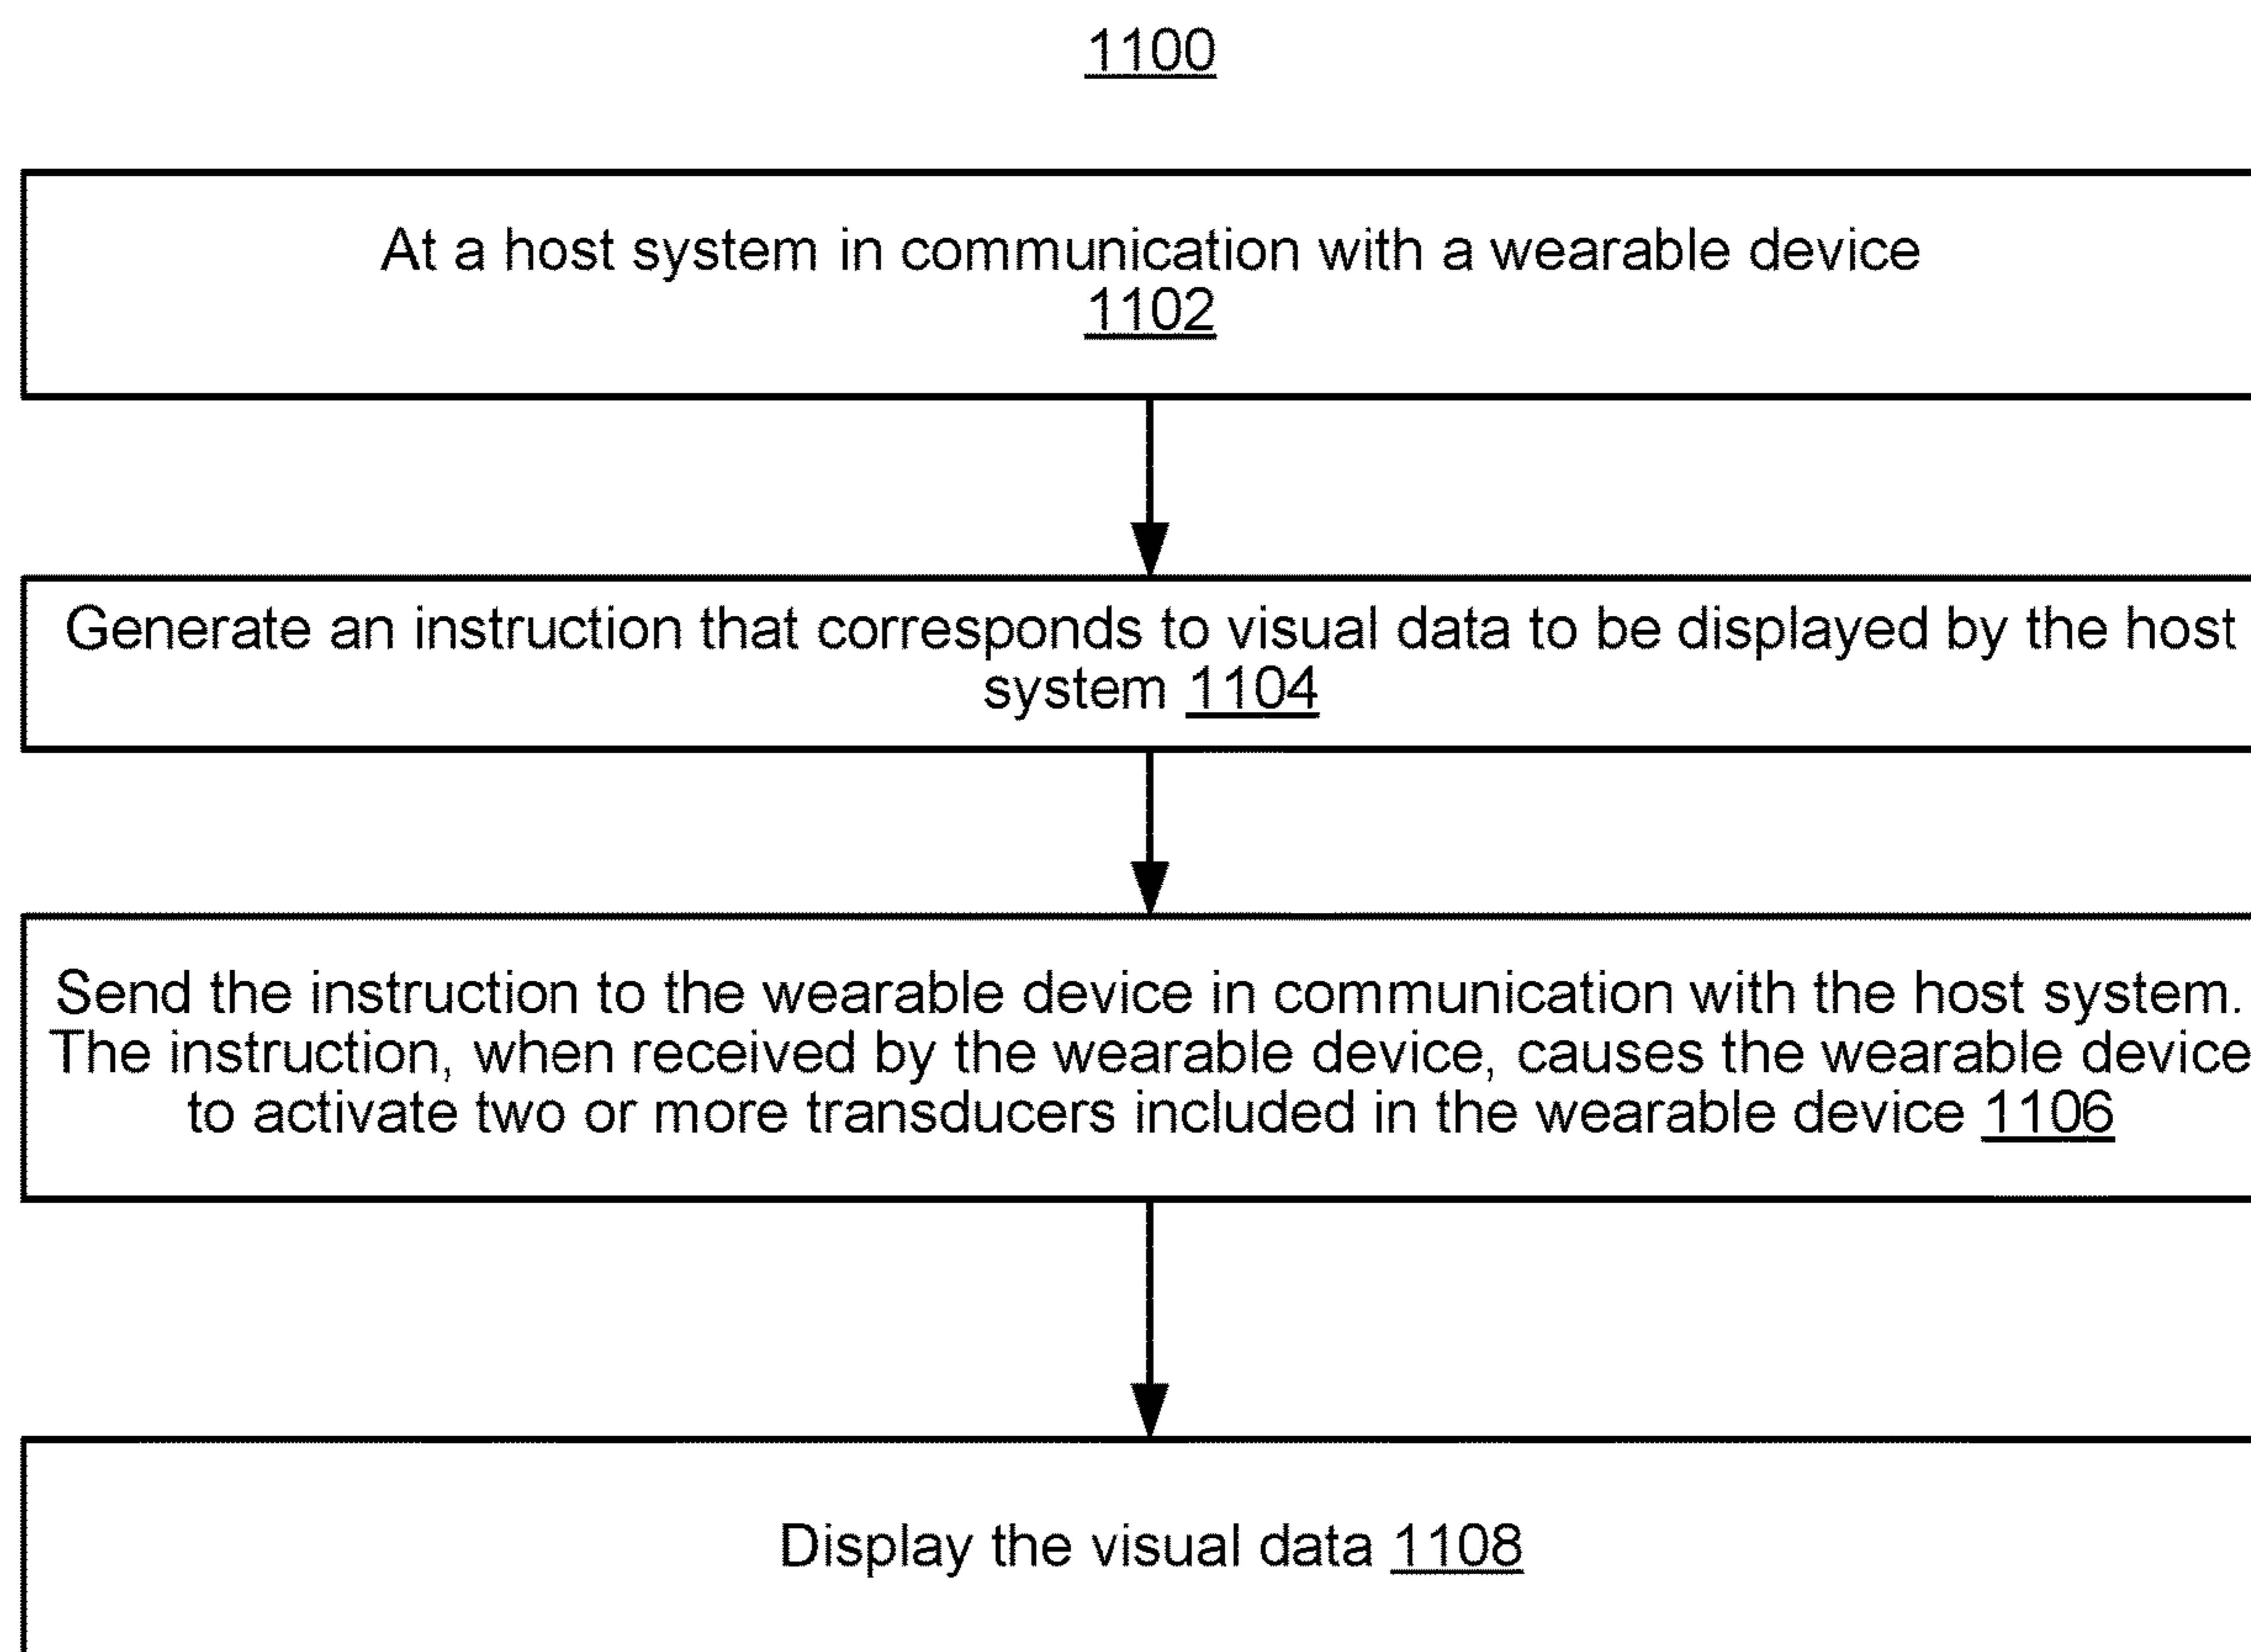 1100
At a host system in communication with a wearable device
1102
Generate an instruction that corresponds to visual data to be displayed by the host
system 1104
Send the instruction to the wearable device in communication with the host system.
The instruction, when received by the wearable device, causes the wearable device
to activate two or more transducers included in the wearable device 1106
Display the visual data 1108